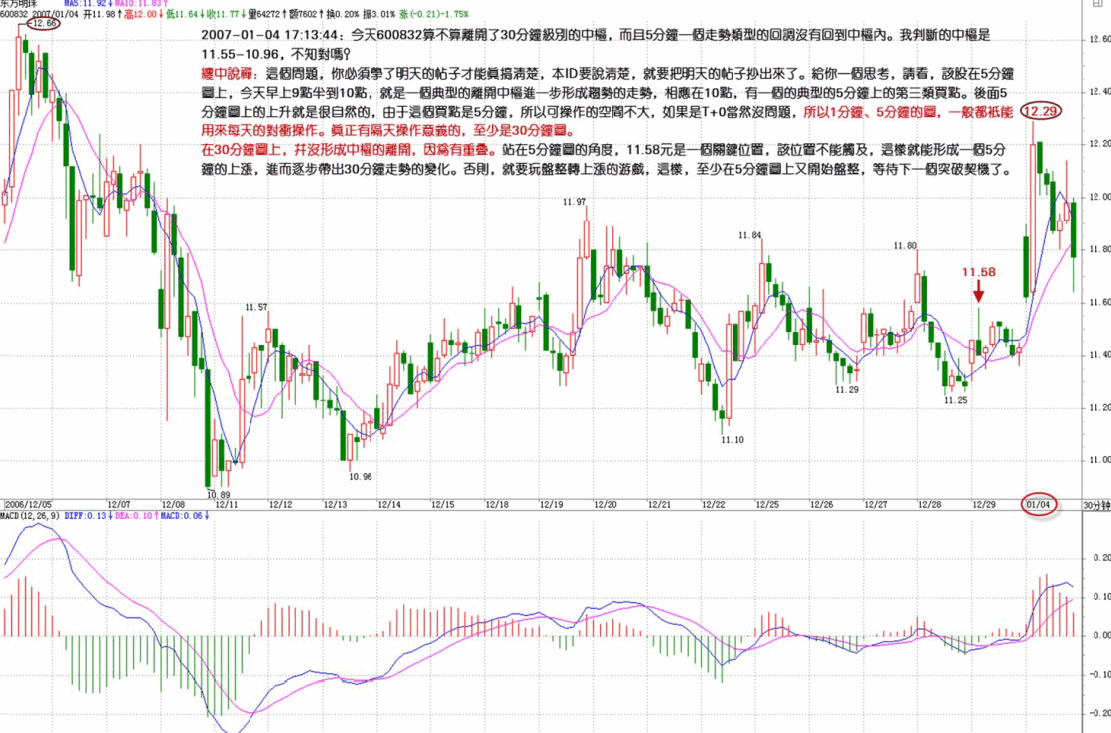 东方明珠 MA5:11.92↓ MA10:11.83↑
600832 2007/01/04 开11.98↑高12.00↓低11.64↓收11.77↓量64272↑额7602↑换0.20% 振3.01% 涨(-0.21)-1.75%
2007-01-04 17:13:44：今天600832算不算離開了30分鐘級別的中樞，而且5分鐘一個走勢類型的回調沒有回到中樞內。我判斷的中樞是
11.55-10.96，不知對嗎？
纏中說禪：這個問題，你必須學了明天的帖子才能真搞清楚，本ID要說清楚，就要把明天的帖子抄出來了。給你一個思考，請看，該股在5分鐘
圖上，今天早上9點半到10點，就是一個典型的離開中樞進一步形成趨勢的走勢，相應在10點，有一個的典型的5分鐘上的第三類買點。後面5
分鐘圖上的上升就是很自然的，由于這個買點是5分鐘，所以可操作的空間不大，如果是T+0當然沒問題，所以1分鐘、5分鐘的圖，一般都衹能
用來每天的對衝操作。真正有隔天操作意義的，至少是30分鐘圖。
在30分鐘圖上，并沒形成中樞的離開，因為有重疊。站在5分鐘圖的角度，11.58元是一個關鍵位置，該位置不能觸及，這樣就能形成一個5分
鐘的上漲，進而逐步帶出30分鐘走勢的變化。否則，就要玩盤整轉上漲的游戲，這樣，至少在5分鐘圖上又開始盤整，等待下一個突破契機了。
12.66
12.29
11.97
11.84
11.80
11.58
11.57
11.29
11.25
11.10
10.96
10.89
12.60
12.40
12.20
12.00
11.80
11.60
11.40
11.20
11.00
2006/12/05 12/07 12/08 12/11 12/12 12/13 12/14 12/15 12/18 12/19 12/20 12/21 12/22 12/25 12/26 12/27 12/28 12/29 01/04 30分钟
MACD(12,26,9) DIFF:0.13↓ DEA:0.10↑ MACD:0.06↓
0.20
0.10
0.00
-0.10
-0.20